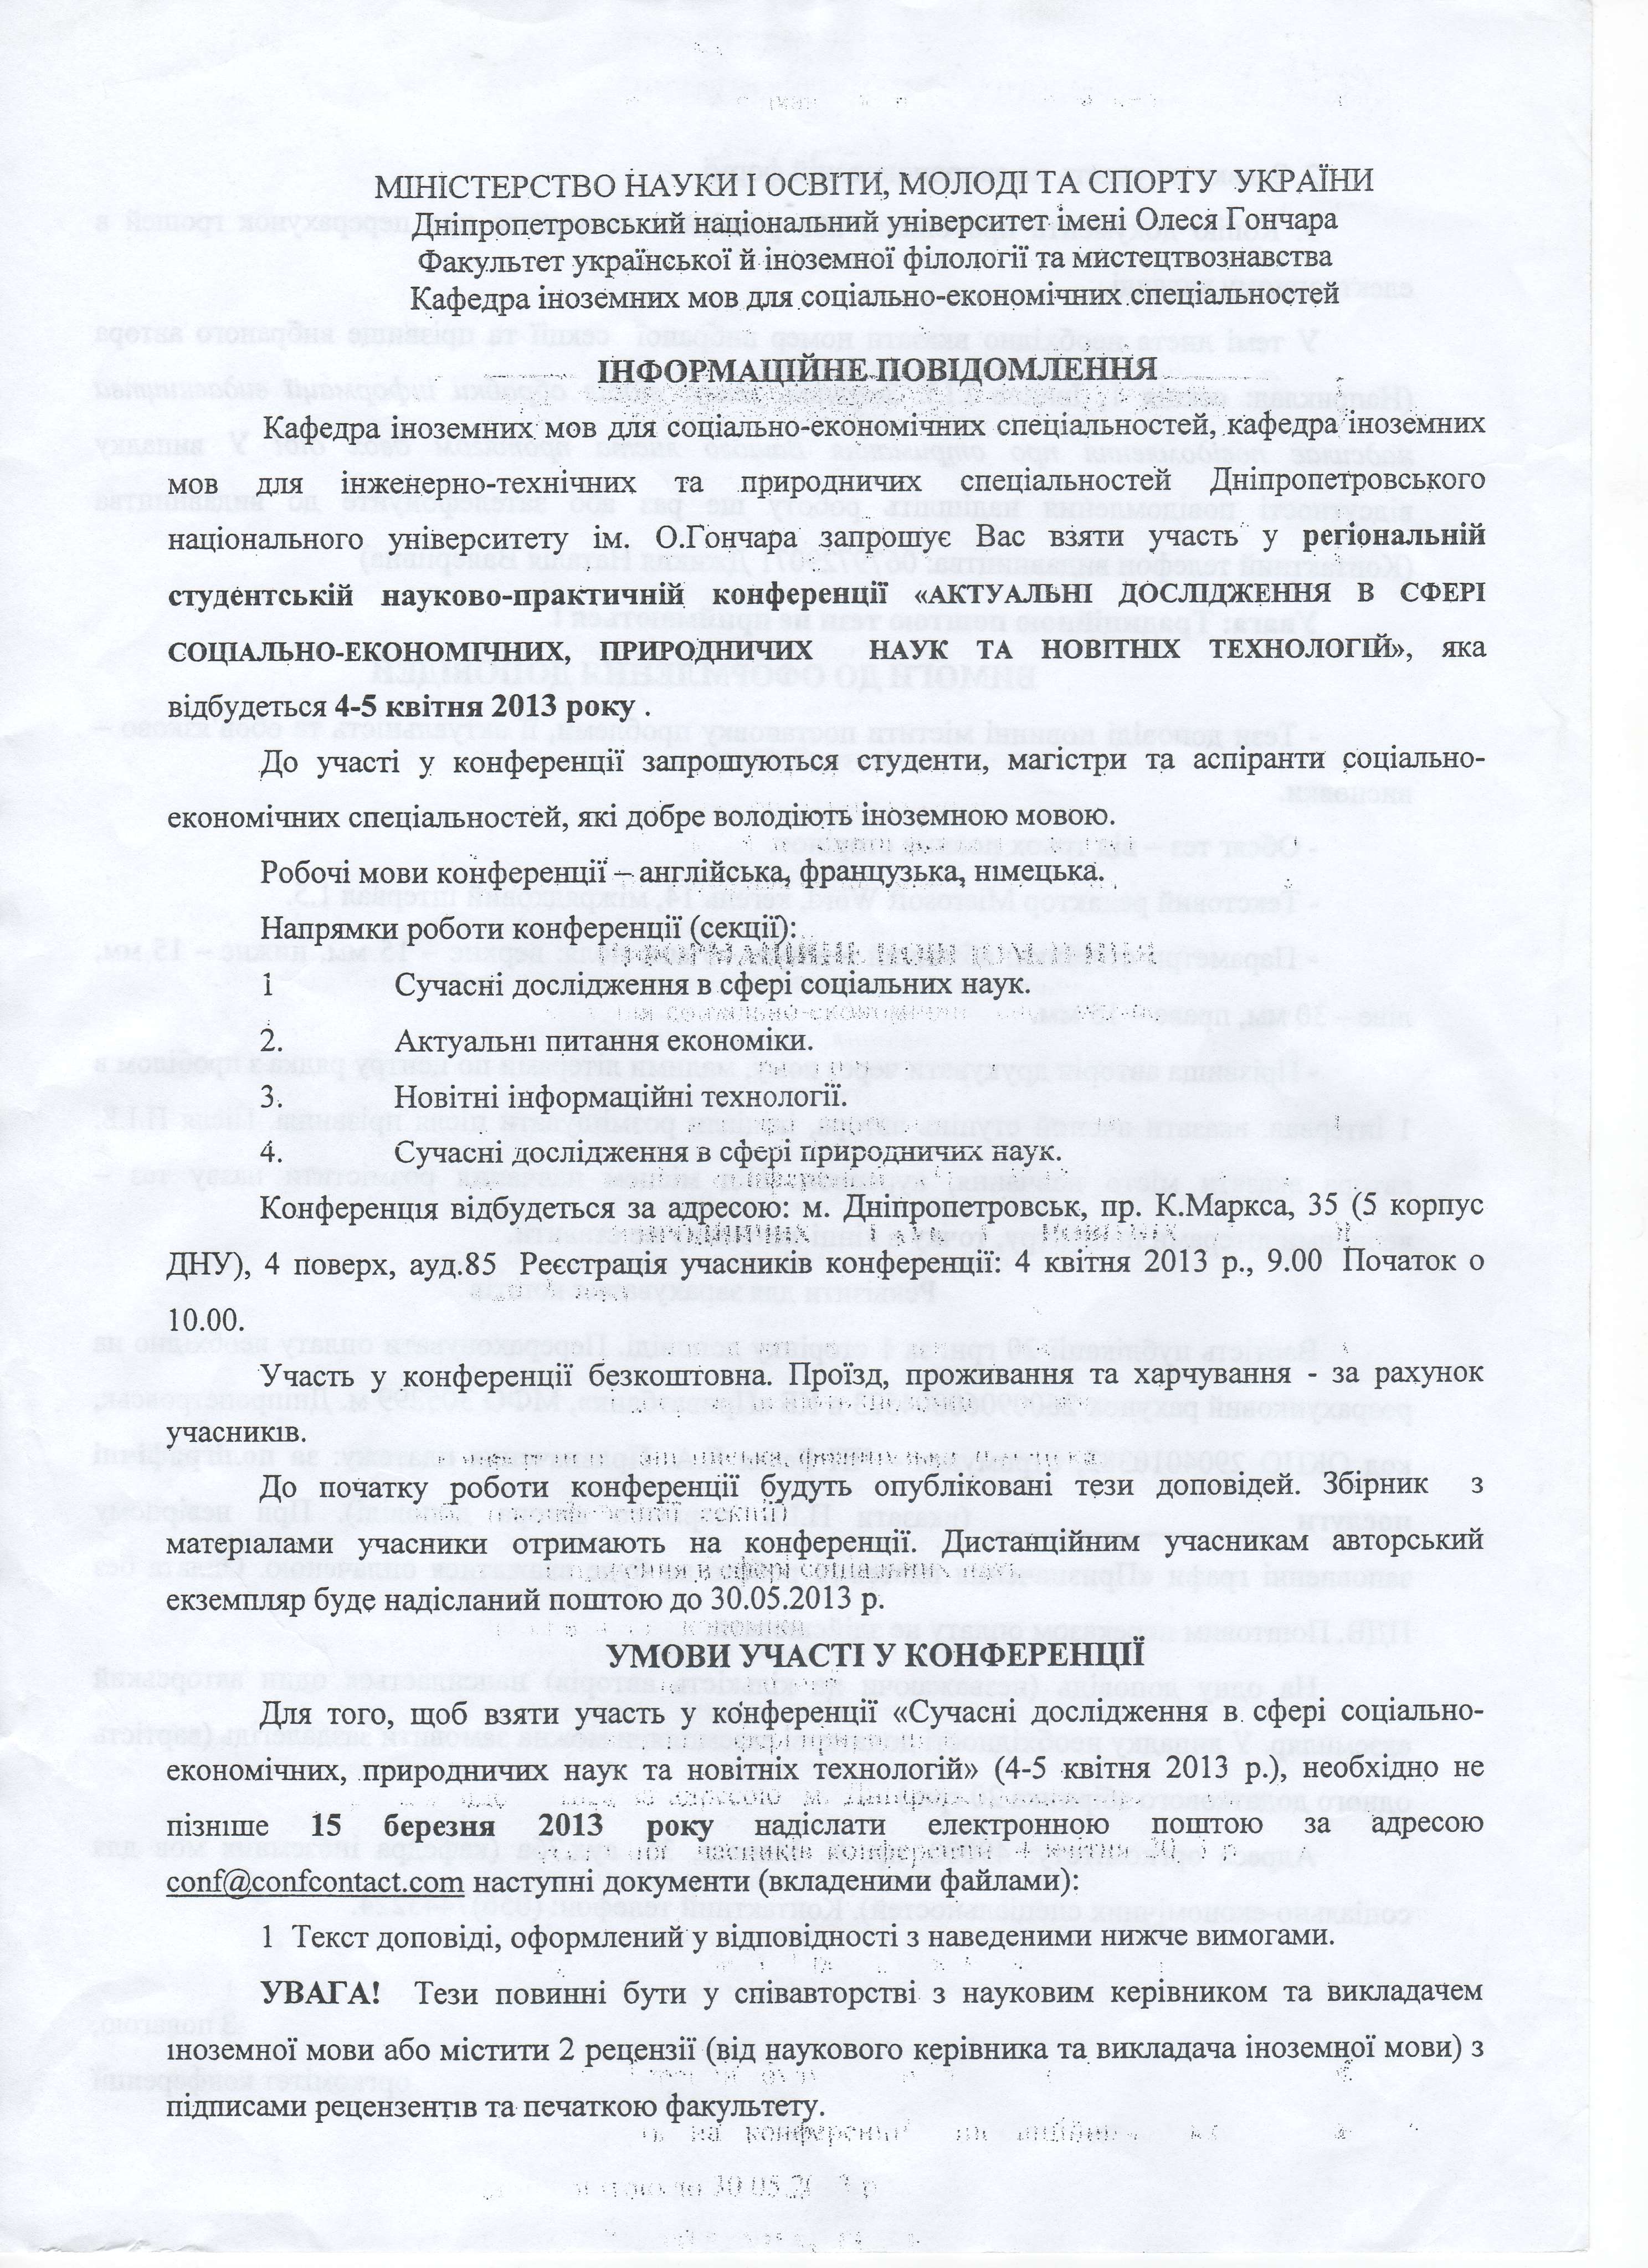 МІНІСТЕРСТВО НАУКИ І ОСВІТИ, МОЛОДІ ТА СПОРТУ УКРАЇНИ
Дніпропетровський національний університет імені Олеся Гончара
Факультет української й іноземної філології та мистецтвознавства
Кафедра іноземних мов для соціально-економічних спеціальностей
ІНФОРМАЦІЙНЕ ПОВІДОМЛЕННЯ
Кафедра іноземних мов для соціально-економічних спеціальностей, кафедра іноземних
мов для інженерно-технічних та природничих спеціальностей Дніпропетровського
національного університету ім. О.Гончара запрошує Вас взяти участь у регіональній
студентській науково-практичній конференції «АКТУАЛЬНІ ДОСЛІДЖЕННЯ В СФЕРІ
СОЦІАЛЬНО-ЕКОНОМІЧНИХ, ПРИРОДНИЧИХ НАУК ТА НОВІТНІХ ТЕХНОЛОГІЙ», яка
відбудеться 4-5 квітня 2013 року .
До участі у конференції запрошуються студенти, магістри та аспіранти соціально-
економічних спеціальностей, які добре володіють іноземною мовою.
Робочі мови конференції – англійська, французька, німецька.
Напрямки роботи конференції (секції):
1 Сучасні дослідження в сфері соціальних наук.
2. Актуальні питання економіки.
3. Новітні інформаційні технології.
4. Сучасні дослідження в сфері природничих наук.
Конференція відбудеться за адресою: м. Дніпропетровськ, пр. К.Маркса, 35 (5 корпус
ДНУ), 4 поверх, ауд.85 Реєстрація учасників конференції: 4 квітня 2013 р., 9.00 Початок о
10.00.
Участь у конференції безкоштовна. Проїзд, проживання та харчування - за рахунок
учасників.
До початку роботи конференції будуть опубліковані тези доповідей. Збірник з
матеріалами учасники отримають на конференції. Дистанційним учасникам авторський
екземпляр буде надісланий поштою до 30.05.2013 р.
УМОВИ УЧАСТІ У КОНФЕРЕНЦІЇ
Для того, щоб взяти участь у конференції «Сучасні дослідження в сфері соціально-
економічних, природничих наук та новітніх технологій» (4-5 квітня 2013 р.), необхідно не
пізніше 15 березня 2013 року надіслати електронною поштою за адресою
conf@confcontact.com наступні документи (вкладеними файлами):
1 Текст доповіді, оформлений у відповідності з наведеними нижче вимогами.
УВАГА! Тези повинні бути у співавторстві з науковим керівником та викладачем
іноземної мови або містити 2 рецензії (від наукового керівника та викладача іноземної мови) з
підписами рецензентів та печаткою факультету.